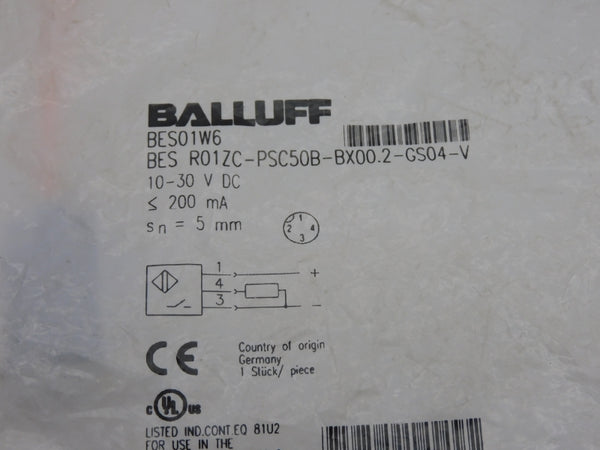 BALLUFF
BES01W6
BES R01ZC-PSC50B-BX00.2-GS04-V
10-30 V DC
≤ 200 mA
sn = 5 mm
1
2 4
3
1 +
4
3 −
CE
Country of origin
Germany
1 Stück/ piece
c UL us
LISTED IND.CONT.EQ 81U2
FOR USE IN THE